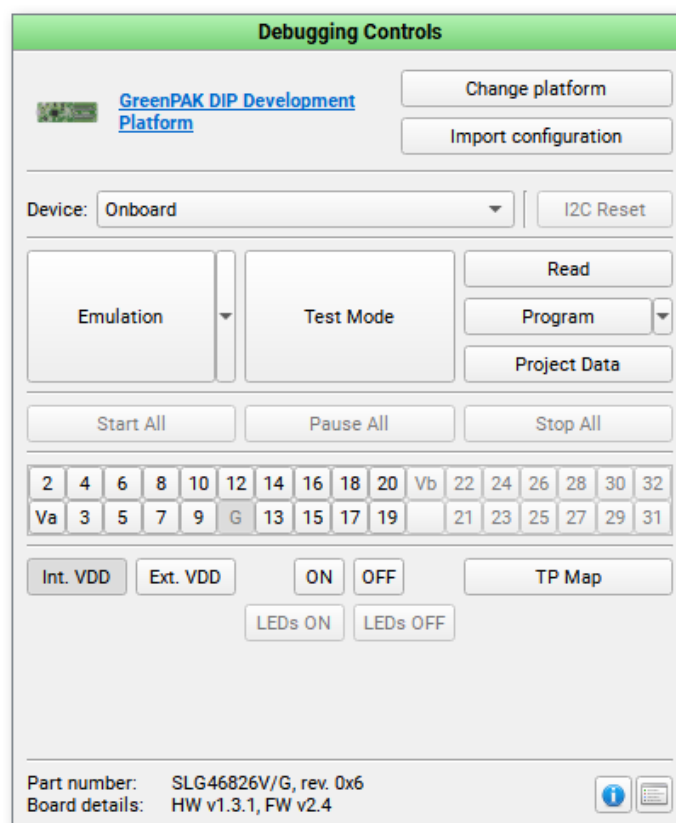 Debugging Controls
GreenPAK DIP Development
Platform
Change platform
Import configuration
Device: Onboard I2C Reset
Emulation
Test Mode
Read
Program
Project Data
Start All Pause All Stop All
2 4 6 8 10 12 14 16 18 20 Vb 22 24 26 28 30 32
Va 3 5 7 9 G 13 15 17 19 21 23 25 27 29 31
Int. VDD Ext. VDD ON OFF TP Map
LEDs ON LEDs OFF
Part number: SLG46826V/G, rev. 0x6
Board details: HW v1.3.1, FW v2.4